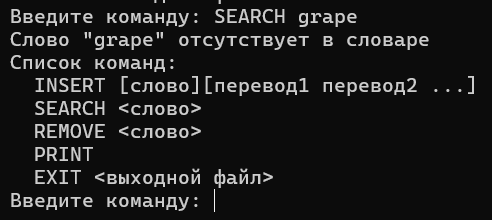 Введите команду: SEARCH grape
Слово "grape" отсутствует в словаре
Список команд:
  INSERT [слово][перевод1 перевод2 ...]
  SEARCH <слово>
  REMOVE <слово>
  PRINT
  EXIT <выходной файл>
Введите команду: